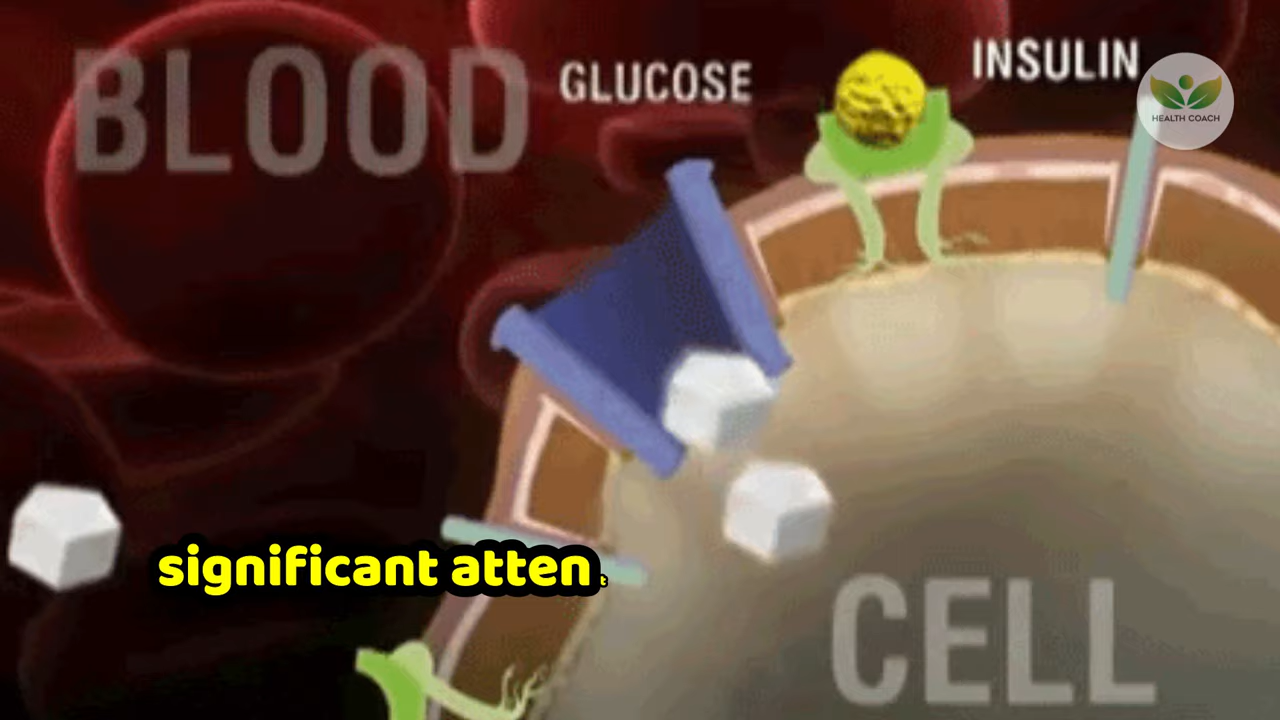 BLOOD
GLUCOSE
INSULIN
HEALTH COACH
significant atten
CELL